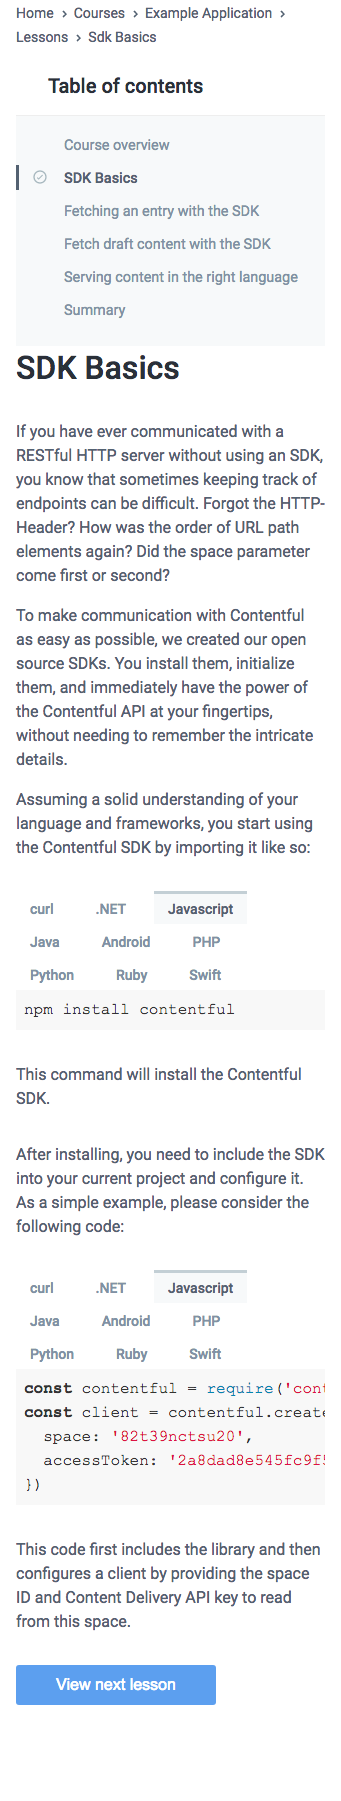 Home > Courses > Example Application >
Lessons > Sdk Basics
Table of contents
Course overview
SDK Basics
Fetching an entry with the SDK
Fetch draft content with the SDK
Serving content in the right language
Summary
SDK Basics
If you have ever communicated with a
RESTful HTTP server without using an SDK,
you know that sometimes keeping track of
endpoints can be difficult. Forgot the HTTP-
Header? How was the order of URL path
elements again? Did the space parameter
come first or second?
To make communication with Contentful
as easy as possible, we created our open
source SDKs. You install them, initialize
them, and immediately have the power of
the Contentful API at your fingertips,
without needing to remember the intricate
details.
Assuming a solid understanding of your
language and frameworks, you start using
the Contentful SDK by importing it like so:
curl .NET Javascript
Java Android PHP
Python Ruby Swift
npm install contentful
This command will install the Contentful
SDK.
After installing, you need to include the SDK
into your current project and configure it.
As a simple example, please consider the
following code:
curl .NET Javascript
Java Android PHP
Python Ruby Swift
const contentful = require('cont
const client = contentful.create
space: '82t39nctsu20',
accessToken: '2a8dad8e545fc9f5
})
This code first includes the library and then
configures a client by providing the space
ID and Content Delivery API key to read
from this space.
View next lesson